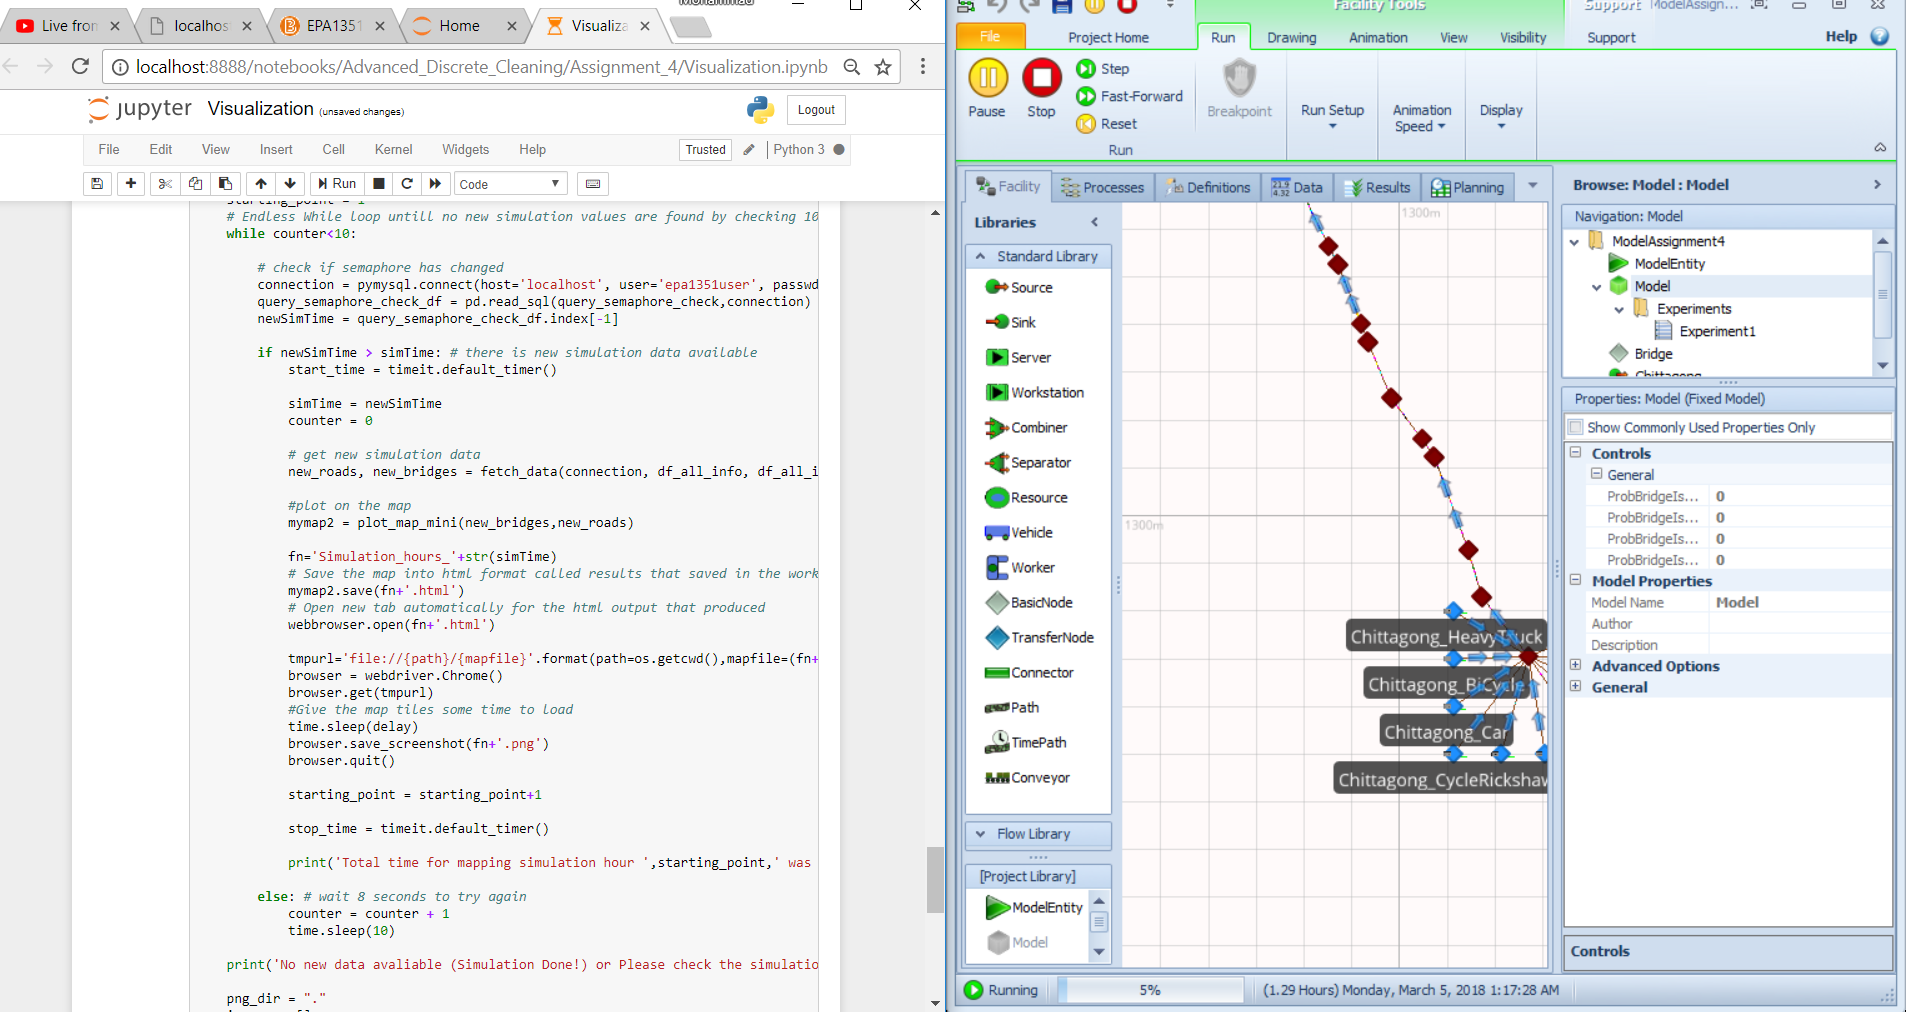 Live fron
localhos
EPA1351
Home
Visualiza
localhost:8888/notebooks/Advanced_Discrete_Cleaning/Assignment_4/Visualization.ipynb
jupyter Visualization (unsaved changes)
Logout
File Edit View Insert Cell Kernel Widgets Help
Trusted
Python 3
Run
Code
starting_point = 1
# Endless While loop untill no new simulation values are found by checking 10
while counter<10:
# check if semaphore has changed
connection = pymysql.connect(host='localhost', user='epa1351user', passwd
query_semaphore_check_df = pd.read_sql(query_semaphore_check,connection)
newSimTime = query_semaphore_check_df.index[-1]
if newSimTime > simTime: # there is new simulation data available
start_time = timeit.default_timer()
simTime = newSimTime
counter = 0
# get new simulation data
new_roads, new_bridges = fetch_data(connection, df_all_info, df_all_i
#plot on the map
mymap2 = plot_map_mini(new_bridges,new_roads)
fn='Simulation_hours_'+str(simTime)
# Save the map into html format called results that saved in the work
mymap2.save(fn+'.html')
# Open new tab automatically for the html output that produced
webbrowser.open(fn+'.html')
tmpurl='file://{path}/{mapfile}'.format(path=os.getcwd(),mapfile=(fn+
browser = webdriver.Chrome()
browser.get(tmpurl)
#Give the map tiles some time to load
time.sleep(delay)
browser.save_screenshot(fn+'.png')
browser.quit()
starting_point = starting_point+1
stop_time = timeit.default_timer()
print('Total time for mapping simulation hour ',starting_point,' was
else: # wait 8 seconds to try again
counter = counter + 1
time.sleep(10)
print('No new data avaliable (Simulation Done!) or Please check the simulatio
png_dir = "."
Facility Tools
Support
ModelAssign...
File
Project Home
Run
Drawing
Animation
View
Visibility
Support
Help
Pause
Stop
Step
Fast-Forward
Reset
Run
Breakpoint
Run Setup
Animation
Speed
Display
Facility
Processes
Definitions
Data
Results
Planning
Libraries
Standard Library
Source
Sink
Server
Workstation
Combiner
Separator
Resource
Vehicle
Worker
BasicNode
TransferNode
Connector
Path
TimePath
Conveyor
Flow Library
[Project Library]
ModelEntity
Model
1300m
1300m
Chittagong_HeavyTruck
Chittagong_BiCycle
Chittagong_Car
Chittagong_CycleRickshaw
Browse: Model : Model
Navigation: Model
ModelAssignment4
ModelEntity
Model
Experiments
Experiment1
Bridge
Chittagong
Properties: Model (Fixed Model)
Show Commonly Used Properties Only
Controls
General
ProbBridgeIs... 0
ProbBridgeIs... 0
ProbBridgeIs... 0
ProbBridgeIs... 0
Model Properties
Model Name Model
Author
Description
Advanced Options
General
Controls
Running
5%
(1.29 Hours) Monday, March 5, 2018 1:17:28 AM